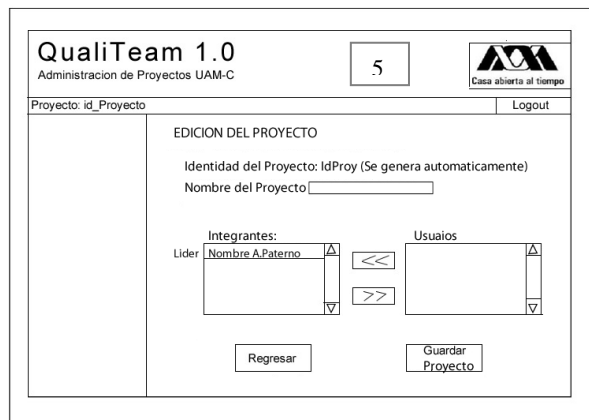 QualiTeam 1.0
Administracion de Proyectos UAM-C
5
Casa abierta al tiempo
Proyecto: id_Proyecto
Logout
EDICION DEL PROYECTO
Identidad del Proyecto: IdProy (Se genera automaticamente)
Nombre del Proyecto
Integrantes:
Usuaios
Lider
Nombre A.Paterno
<<
>>
Regresar
Guardar
Proyecto